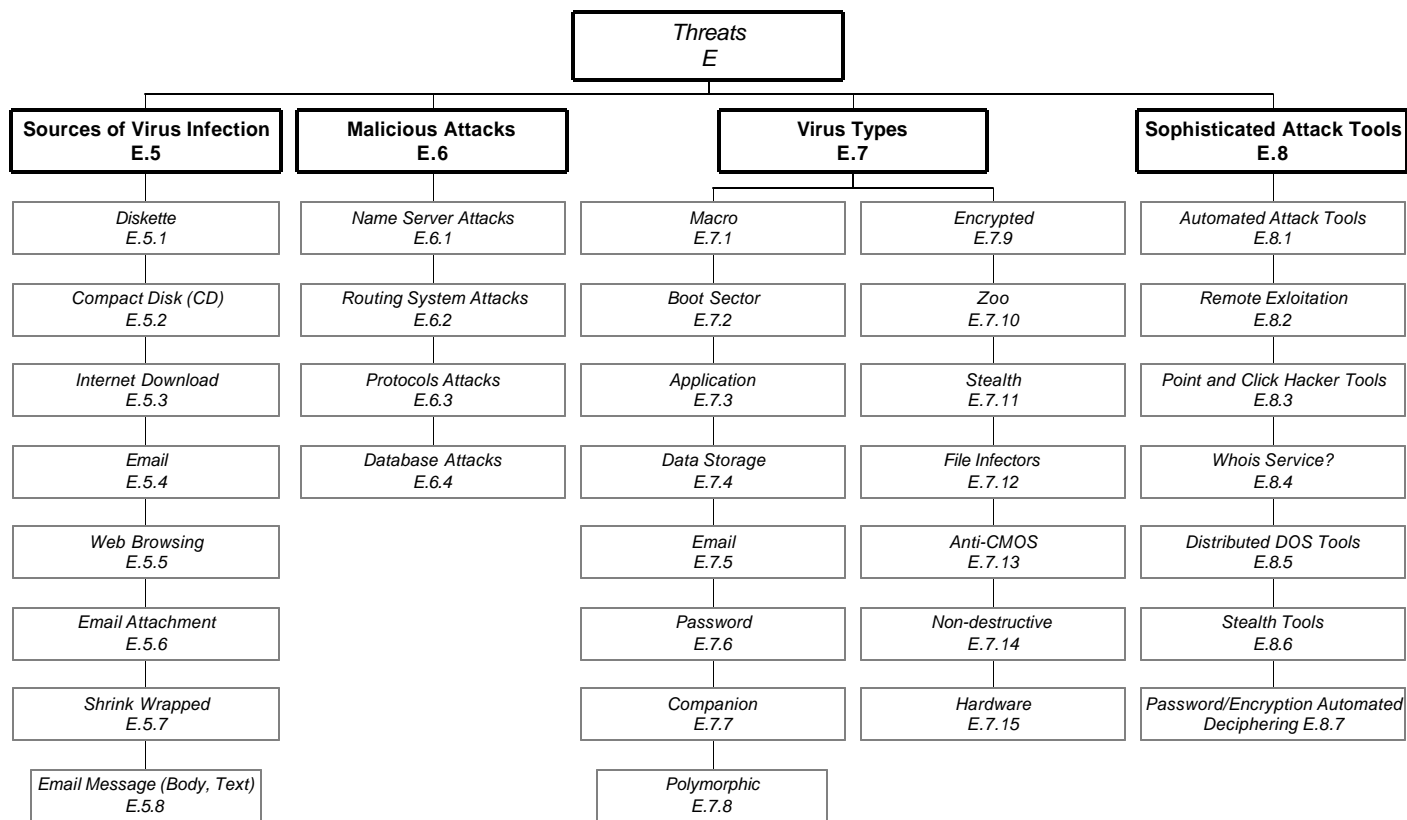 Threats
E
Sources of Virus Infection
E.5
Malicious Attacks
E.6
Virus Types
E.7
Sophisticated Attack Tools
E.8
Diskette
E.5.1
Compact Disk (CD)
E.5.2
Internet Download
E.5.3
Email
E.5.4
Web Browsing
E.5.5
Email Attachment
E.5.6
Shrink Wrapped
E.5.7
Email Message (Body, Text)
E.5.8
Name Server Attacks
E.6.1
Routing System Attacks
E.6.2
Protocols Attacks
E.6.3
Database Attacks
E.6.4
Macro
E.7.1
Boot Sector
E.7.2
Application
E.7.3
Data Storage
E.7.4
Email
E.7.5
Password
E.7.6
Companion
E.7.7
Polymorphic
E.7.8
Encrypted
E.7.9
Zoo
E.7.10
Stealth
E.7.11
File Infectors
E.7.12
Anti-CMOS
E.7.13
Non-destructive
E.7.14
Hardware
E.7.15
Automated Attack Tools
E.8.1
Remote Exloitation
E.8.2
Point and Click Hacker Tools
E.8.3
Whois Service?
E.8.4
Distributed DOS Tools
E.8.5
Stealth Tools
E.8.6
Password/Encryption Automated
Deciphering E.8.7